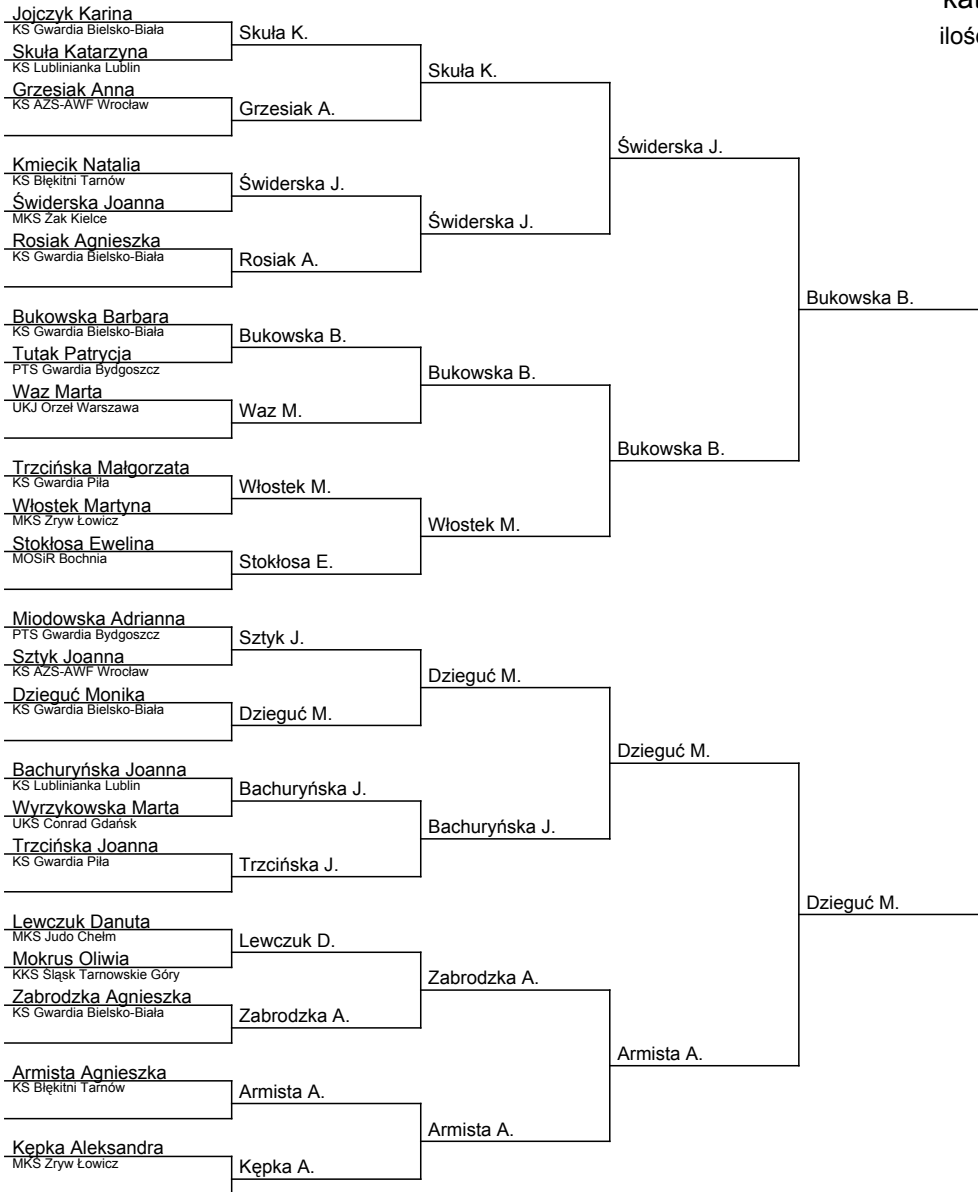 kat
ilość
Jojczyk Karina
KS Gwardia Bielsko-Biała
Skuła Katarzyna
KS Lublinianka Lublin
Grzesiak Anna
KS AZS-AWF Wrocław
Kmiecik Natalia
KS Błękitni Tarnów
Świderska Joanna
MKS Żak Kielce
Rosiak Agnieszka
KS Gwardia Bielsko-Biała
Bukowska Barbara
KS Gwardia Bielsko-Biała
Tutak Patrycja
PTS Gwardia Bydgoszcz
Waz Marta
UKJ Orzeł Warszawa
Trzcińska Małgorzata
KS Gwardia Piła
Włostek Martyna
MKS Zryw Łowicz
Stokłosa Ewelina
MOSiR Bochnia
Miodowska Adrianna
PTS Gwardia Bydgoszcz
Sztyk Joanna
KS AZS-AWF Wrocław
Dzieguć Monika
KS Gwardia Bielsko-Biała
Bachuryńska Joanna
KS Lublinianka Lublin
Wyrzykowska Marta
UKS Conrad Gdańsk
Trzcińska Joanna
KS Gwardia Piła
Lewczuk Danuta
MKS Judo Chełm
Mokrus Oliwia
KKS Śląsk Tarnowskie Góry
Zabrodzka Agnieszka
KS Gwardia Bielsko-Biała
Armista Agnieszka
KS Błękitni Tarnów
Kępka Aleksandra
MKS Zryw Łowicz
Skuła K.
Grzesiak A.
Świderska J.
Rosiak A.
Bukowska B.
Waz M.
Włostek M.
Stokłosa E.
Sztyk J.
Dzieguć M.
Bachuryńska J.
Trzcińska J.
Lewczuk D.
Zabrodzka A.
Armista A.
Kępka A.
Skuła K.
Świderska J.
Bukowska B.
Włostek M.
Dzieguć M.
Bachuryńska J.
Zabrodzka A.
Armista A.
Świderska J.
Bukowska B.
Dzieguć M.
Armista A.
Bukowska B.
Dzieguć M.